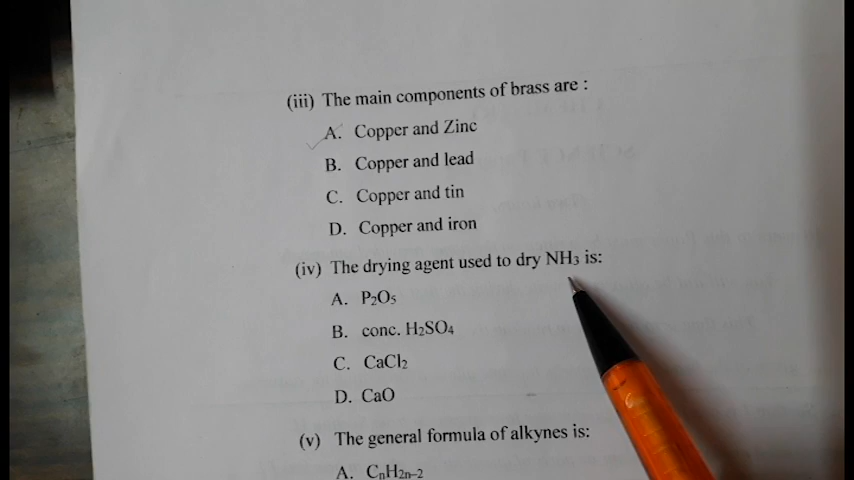 (iii) The main components of brass are :
A. Copper and Zinc
B. Copper and lead
C. Copper and tin
D. Copper and iron
(iv) The drying agent used to dry NH₃ is:
A. P₂O₅
B. conc. H₂SO₄
C. CaCl₂
D. CaO
(v) The general formula of alkynes is:
A. CₙH₂ₙ₋₂